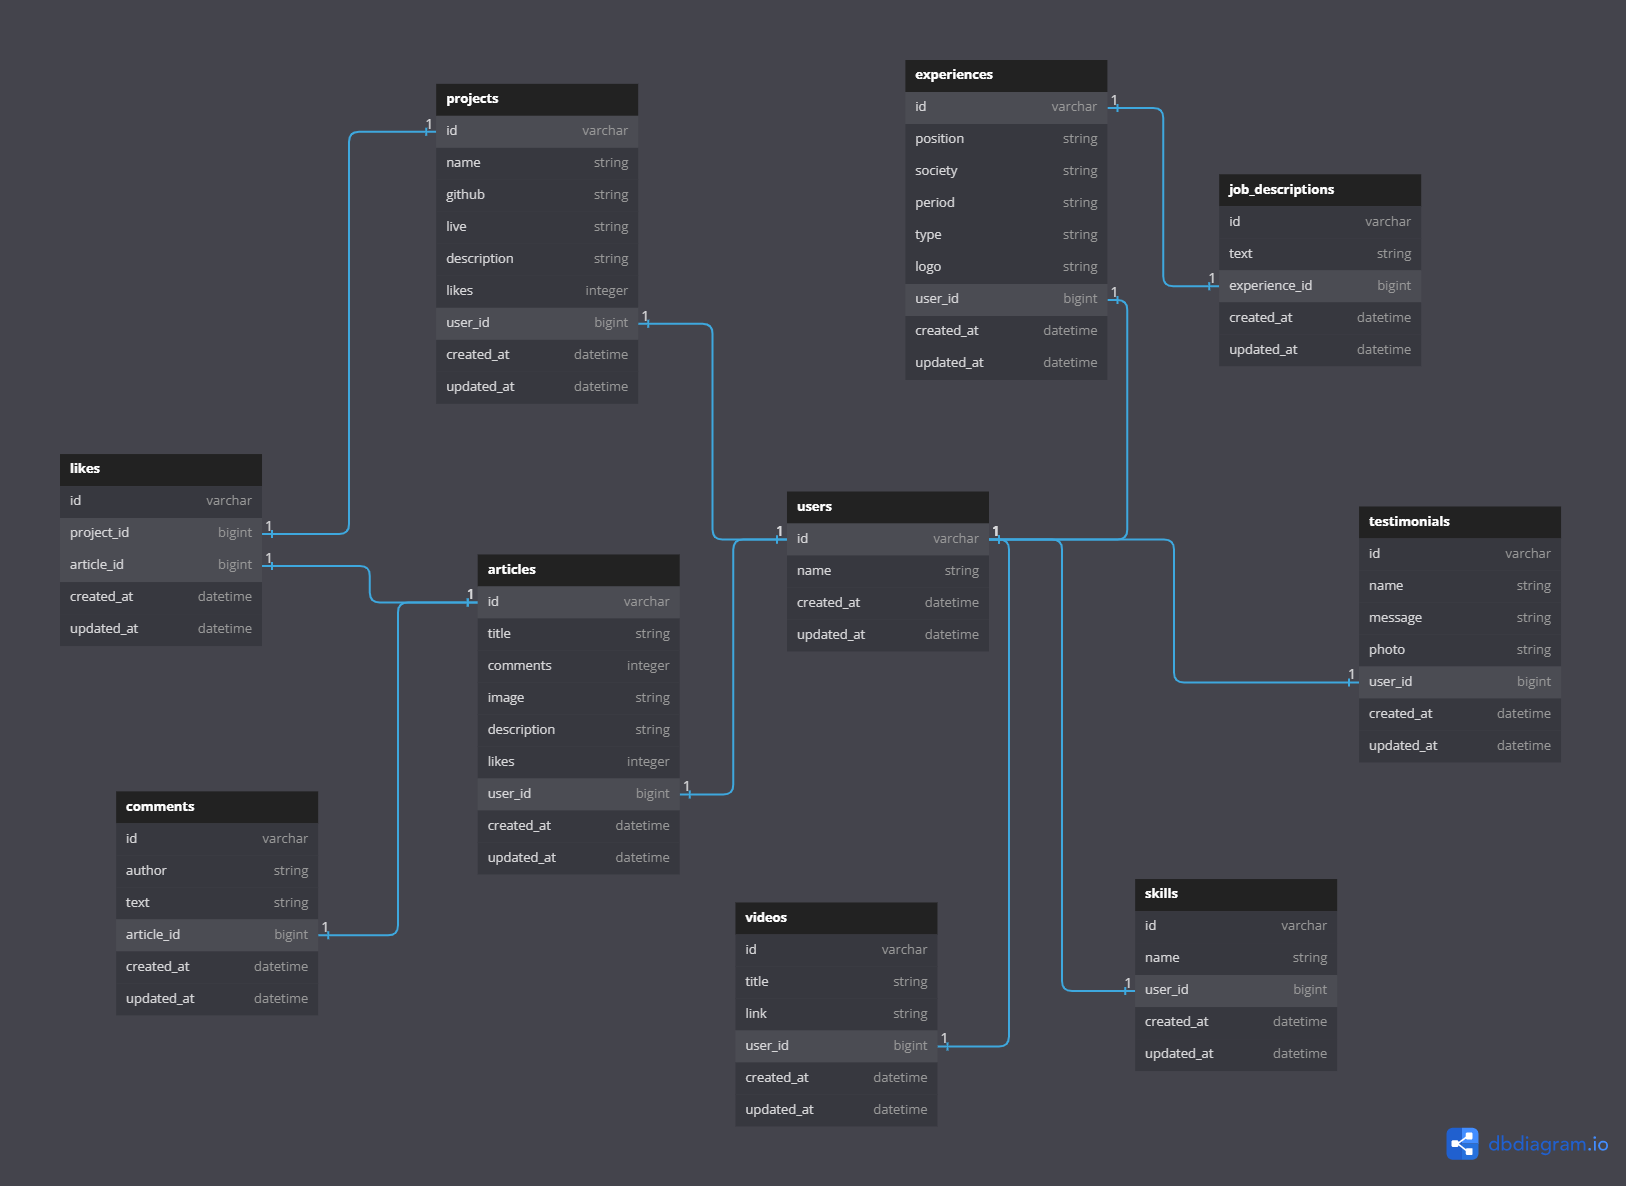 projects
id varchar
name string
github string
live string
description string
likes integer
user_id bigint
created_at datetime
updated_at datetime
1
1
experiences
id varchar
position string
society string
period string
type string
logo string
user_id bigint
created_at datetime
updated_at datetime
1
1
job_descriptions
id varchar
text string
experience_id bigint
created_at datetime
updated_at datetime
1
likes
id varchar
project_id bigint
article_id bigint
created_at datetime
updated_at datetime
1
1
articles
id varchar
title string
comments integer
image string
description string
likes integer
user_id bigint
created_at datetime
updated_at datetime
1
1
users
id varchar
name string
created_at datetime
updated_at datetime
1
1
testimonials
id varchar
name string
message string
photo string
user_id bigint
created_at datetime
updated_at datetime
1
comments
id varchar
author string
text string
article_id bigint
created_at datetime
updated_at datetime
1
videos
id varchar
title string
link string
user_id bigint
created_at datetime
updated_at datetime
1
skills
id varchar
name string
user_id bigint
created_at datetime
updated_at datetime
1
dbdiagram.io